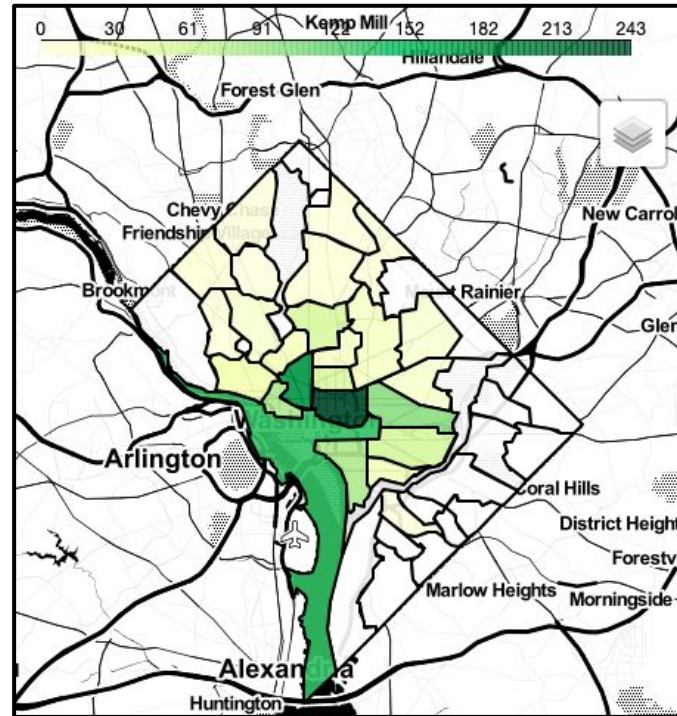 Kemp Mill
0 30 61 91 122 152 182 213 243
Hillandale
Forest Glen
Chevy Chase
New Carrol
Friendship Village
Brookmont
Mount Rainier
Glen
Washington
Arlington
Coral Hills
District Height
Forestv
Marlow Heights
Morningside
Alexandria
Huntington